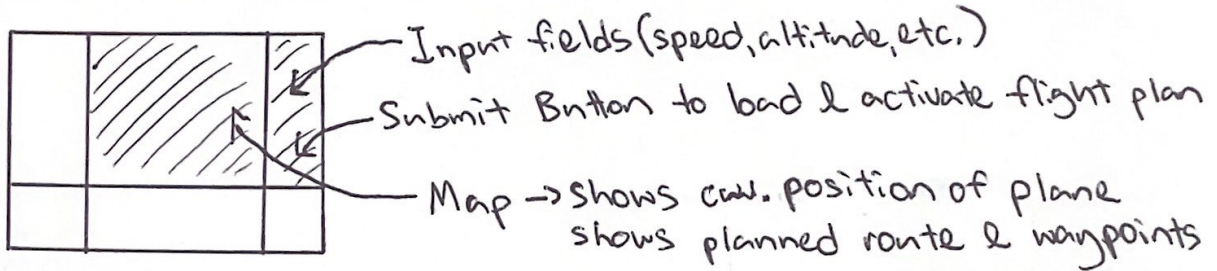 Input fields (speed, altitude, etc.)
Submit Button to load & activate flight plan
Map → shows curr. position of plane
shows planned route & waypoints